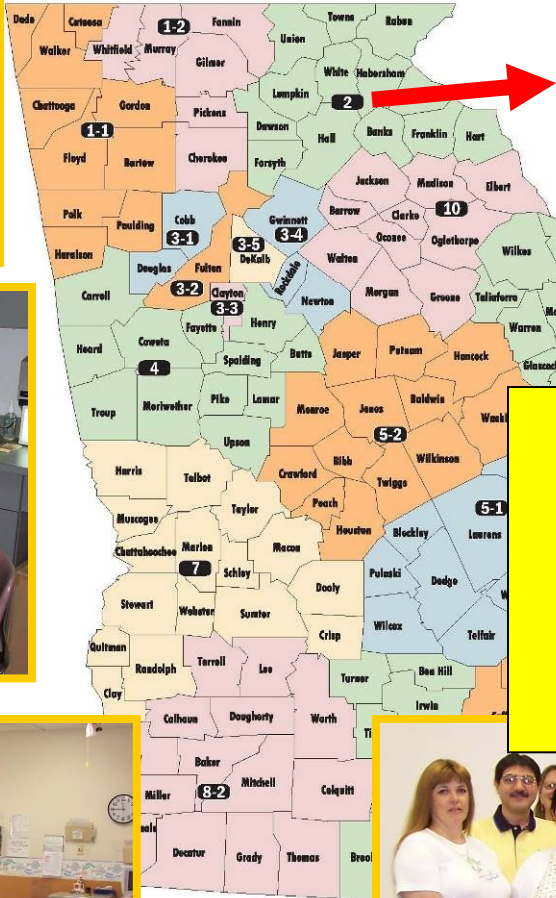 Dade
Catoosa
1-2
Fannin
Towns
Rabun
Walker
Whitfield
Murray
Union
Gilmer
White
Habersham
Chattooga
Gordon
Lumpkin
2
1-1
Pickens
Dawson
Hall
Banks
Franklin
Hart
Floyd
Bartow
Cherokee
Forsyth
Jackson
Madison
Elbert
Polk
Paulding
Cobb
3-1
Gwinnett
3-4
Barrow
Clarke
10
Oconee
Oglethorpe
Haralson
Douglas
Fulton
3-5
DeKalb
Rockdale
Walton
Wilkes
3-2
Clayton
3-3
Newton
Morgan
Greene
Taliaferro
Carroll
Fayette
Henry
Warren
Heard
Coweta
Spalding
Butts
Jasper
Putnam
Hancock
Glascock
4
Troup
Meriwether
Pike
Lamar
Monroe
Jones
Baldwin
Upson
5-2
Wilkinson
Harris
Talbot
Crawford
Bibb
Twiggs
Taylor
Peach
5-1
Muscogee
Houston
Bleckley
Laurens
Chattahoochee
Marion
Macon
7
Schley
Pulaski
Dodge
Dooly
Stewart
Webster
Sumter
Wilcox
Telfair
Crisp
Quitman
Randolph
Terrell
Lee
Turner
Ben Hill
Clay
Irwin
Calhoun
Dougherty
Worth
Baker
Mitchell
Miller
8-2
Colquitt
Decatur
Grady
Thomas